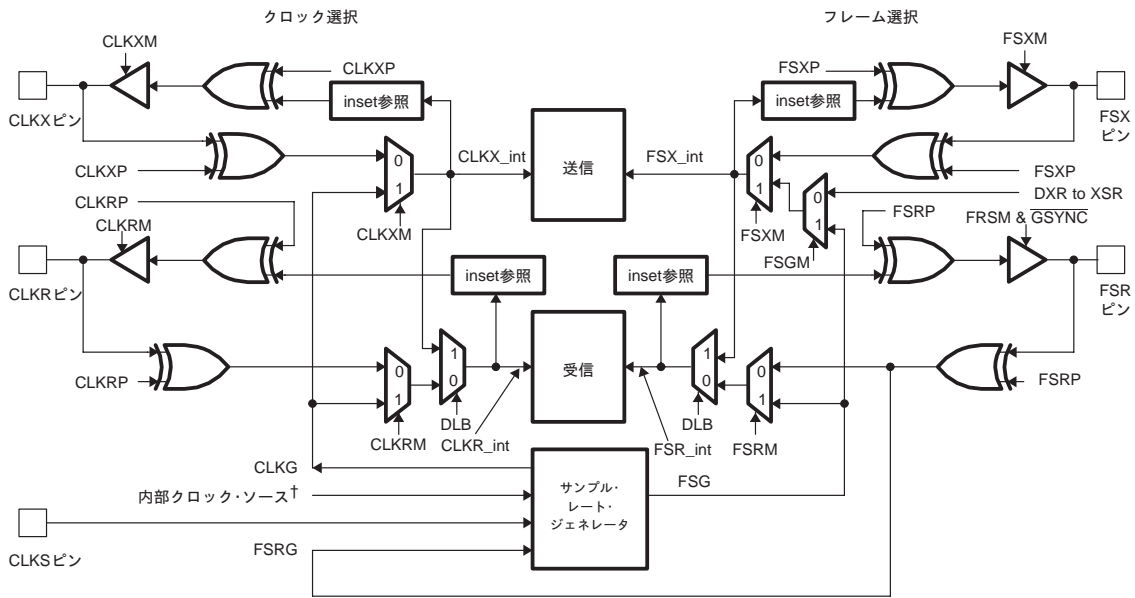 クロック選択
フレーム選択
CLKXM
CLKXP
inset参照
CLKXピン
CLKXP
0
1
CLKXM
CLKX_int
送信
FSX_int
FSXP
inset参照
FSXM
FSX
ピン
FSXP
0
1
FSXM
0
1
FSGM
DXR to XSR
CLKRP
CLKRM
CLKRピン
inset参照
inset参照
FSRP
FRSM & GSYNC
FSR
ピン
CLKRP
0
1
CLKRM
1
0
DLB
CLKR_int
受信
FSR_int
1
0
DLB
0
1
FSRM
FSRP
CLKG
内部クロック・ソース†
CLKSピン
FSRG
サンプル・
レート・
ジェネレータ
FSG